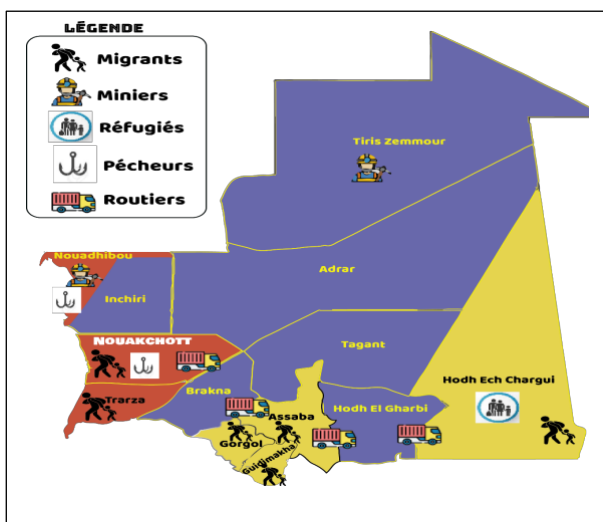 LÉGENDE
Migrants
Miniers
Réfugiés
Pécheurs
Routiers
Tiris Zemmour
Nouadhibou
Adrar
Inchiri
NOUAKCHOTT
Tagant
Hodh Ech Chargui
Brakna
Trarza
Assaba
Hodh El Gharbi
Gorgol
Guidimakha